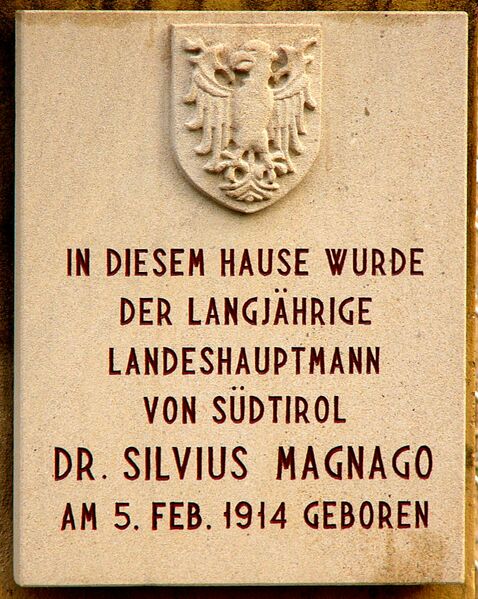 IN DIESEM HAUSE WURDE
DER LANGJÄHRIGE
LANDESHAUPTMANN
VON SÜDTIROL
DR. SILVIUS MAGNAGO
AM 5. FEB. 1914 GEBOREN